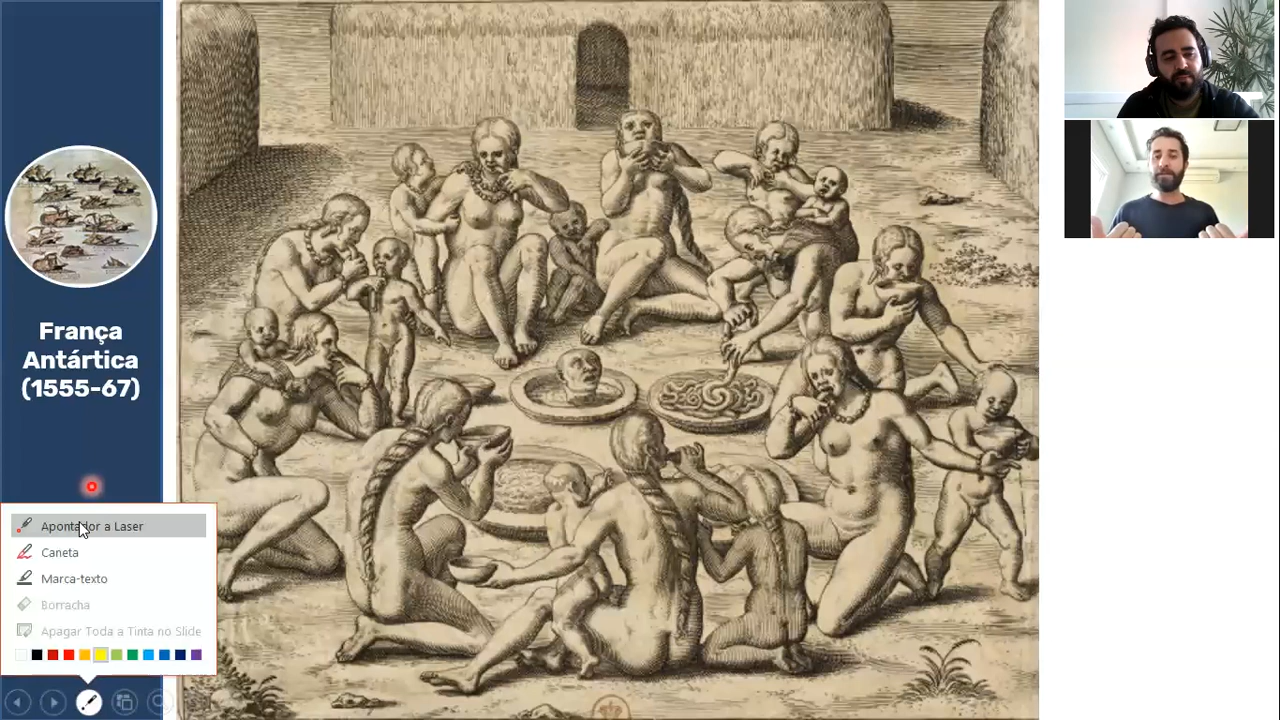 França
Antártica
(1555-67)
Apontador a Laser
Caneta
Marca-texto
Borracha
Apagar Toda a Tinta no Slide